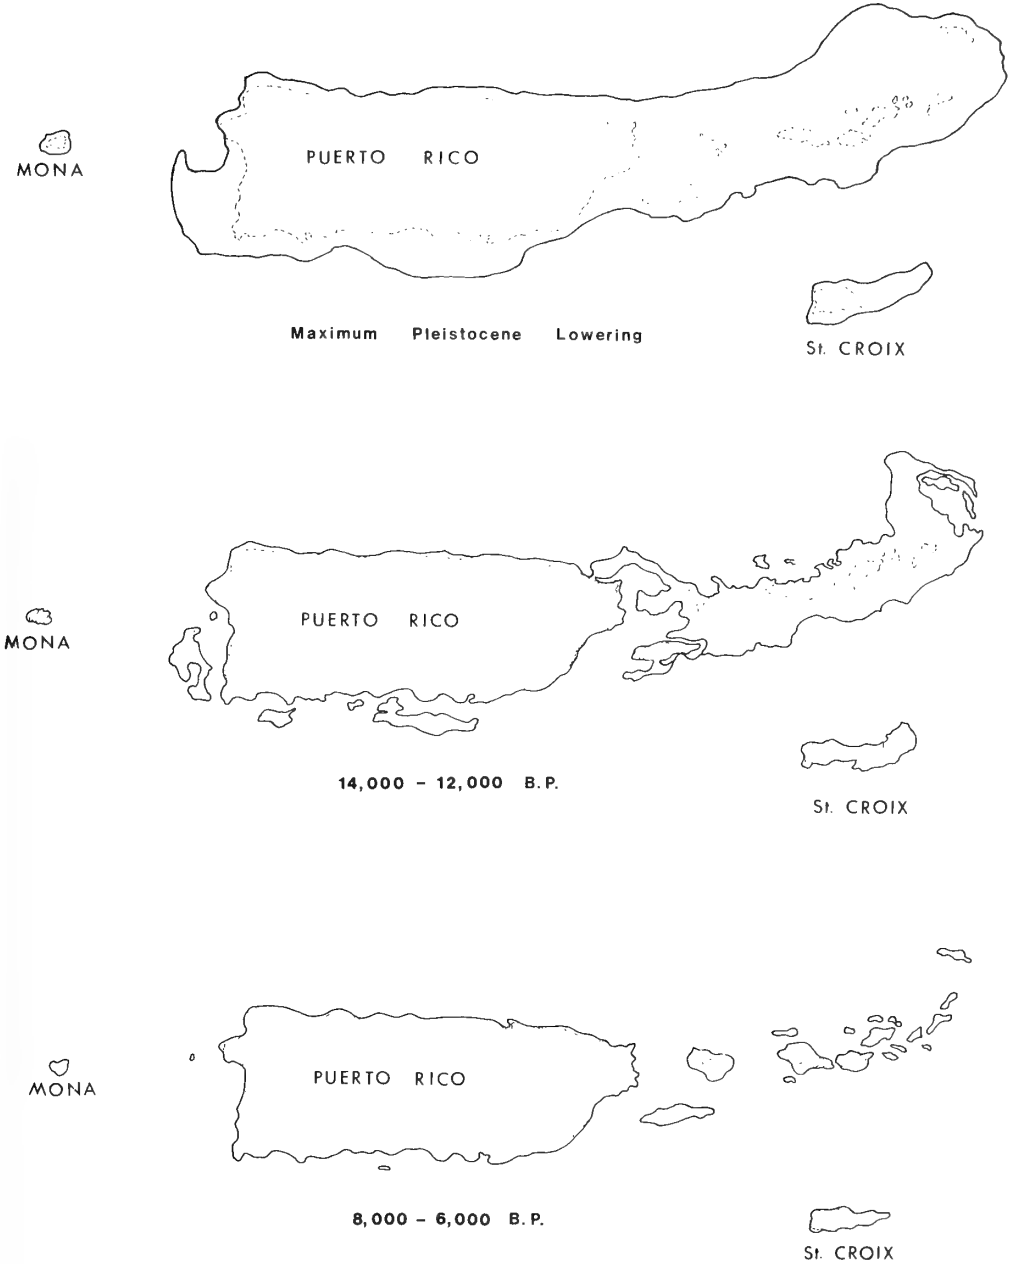 PUERTO RICO
MONA
Maximum Pleistocene Lowering
St. CROIX
PUERTO RICO
MONA
14,000 – 12,000 B.P.
St. CROIX
PUERTO RICO
MONA
8,000 – 6,000 B.P.
St. CROIX